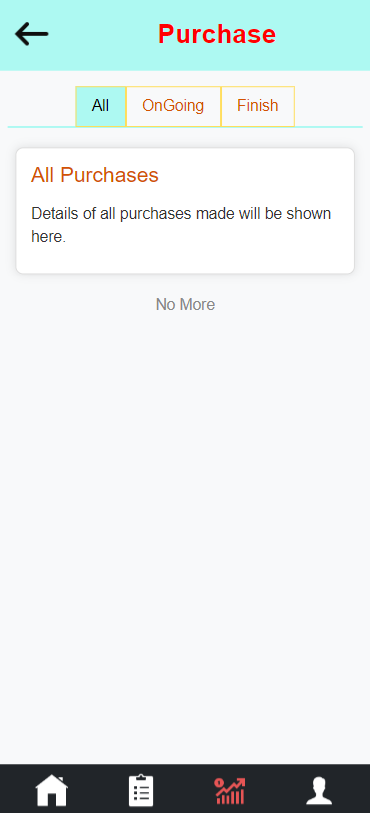 Purchase
All
OnGoing
Finish
All Purchases
Details of all purchases made will be shown
here.
No More